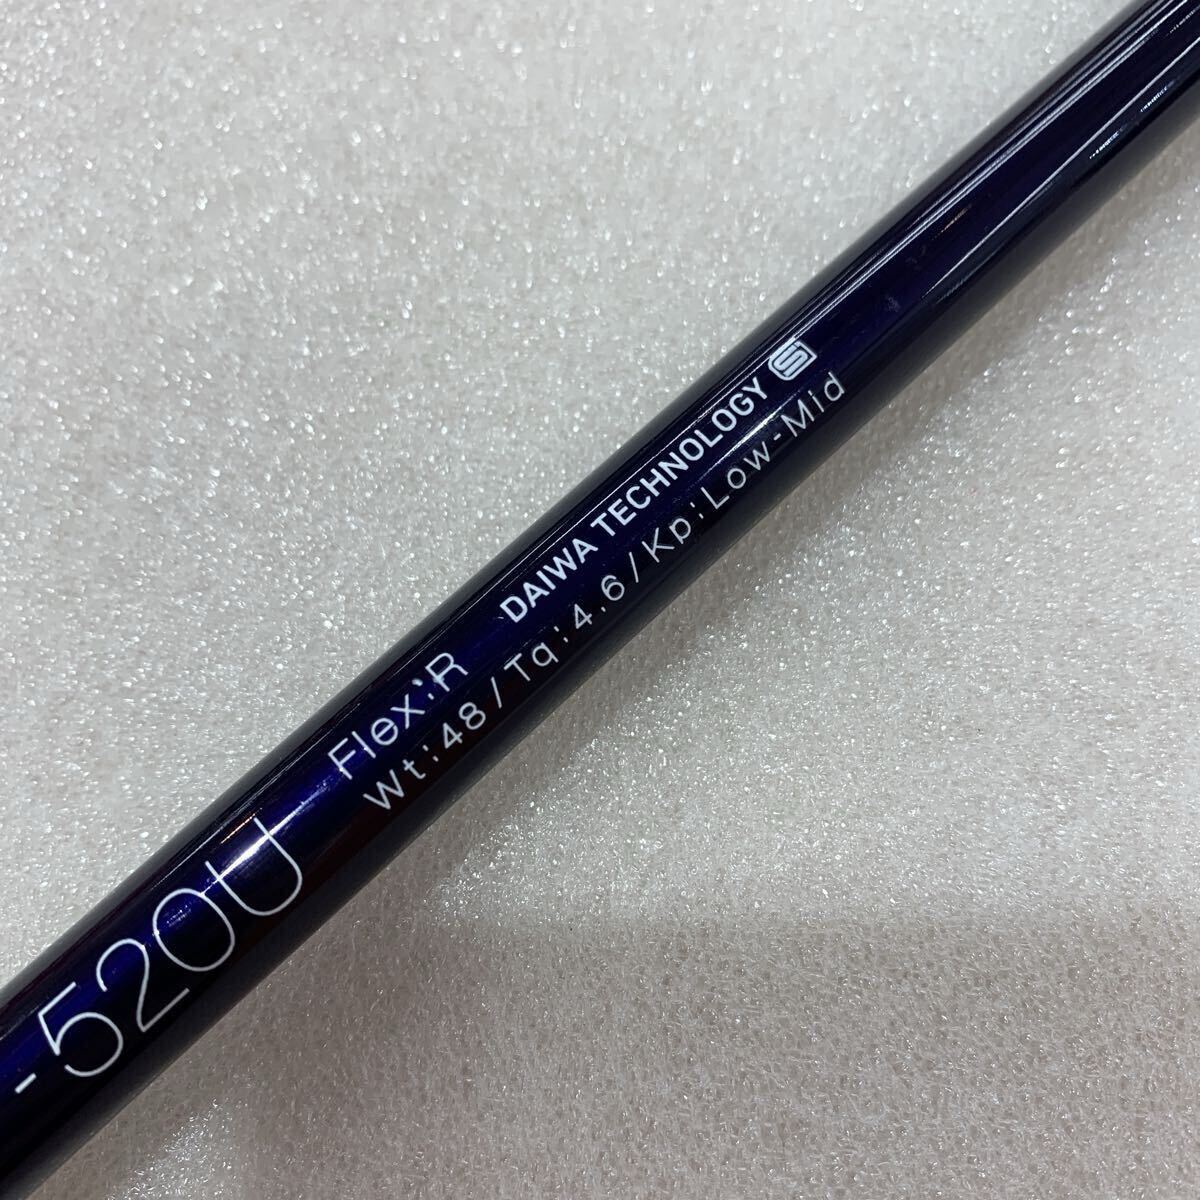 -520U
Flex:R DAIWA TECHNOLOGY S
Wt:48/Tq:4.6/Kp:Low-Mid